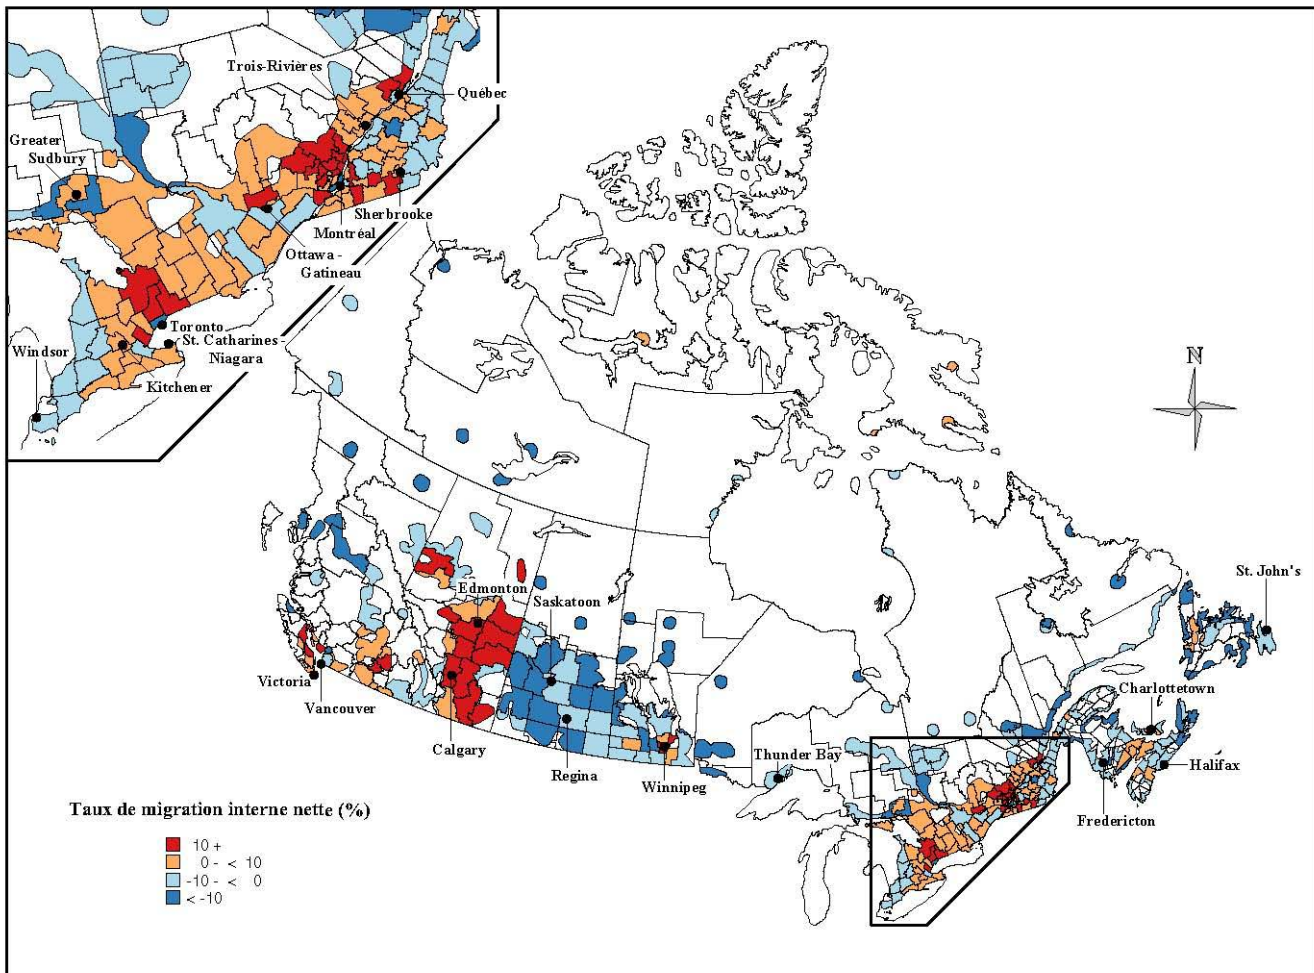 Trois-Rivières
Québec
Greater
Sudbury
Sherbrooke
Montréal
Ottawa -
Gatineau
Toronto
St. Catharines -
Niagara
Windsor
Kitchener
N
Edmonton
Saskatoon
St. John's
Victoria
Vancouver
Charlottetown
Calgary
Regina
Winnipeg
Thunder Bay
Halifax
Fredericton
Taux de migration interne nette (%)
10 +
0 - < 10
-10 - < 0
< -10